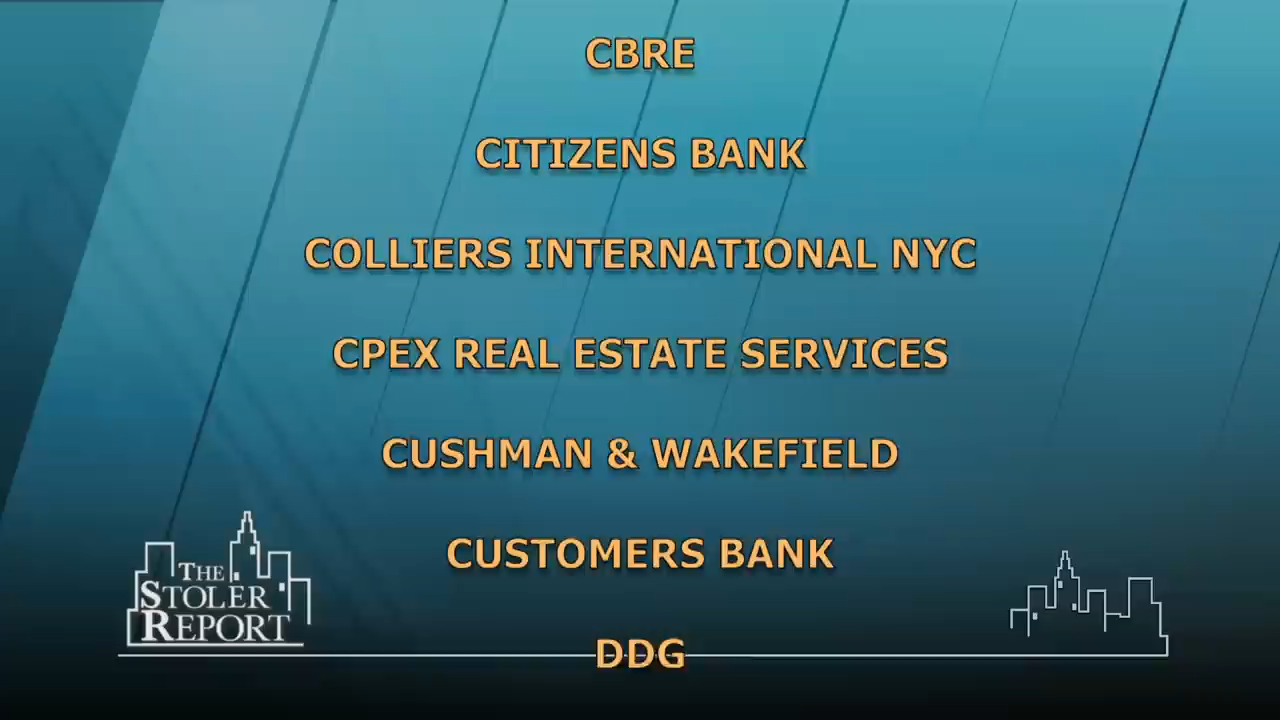 CBRE
CITIZENS BANK
COLLIERS INTERNATIONAL NYC
CPEX REAL ESTATE SERVICES
CUSHMAN & WAKEFIELD
CUSTOMERS BANK
DDG
THE
STOLER
REPORT